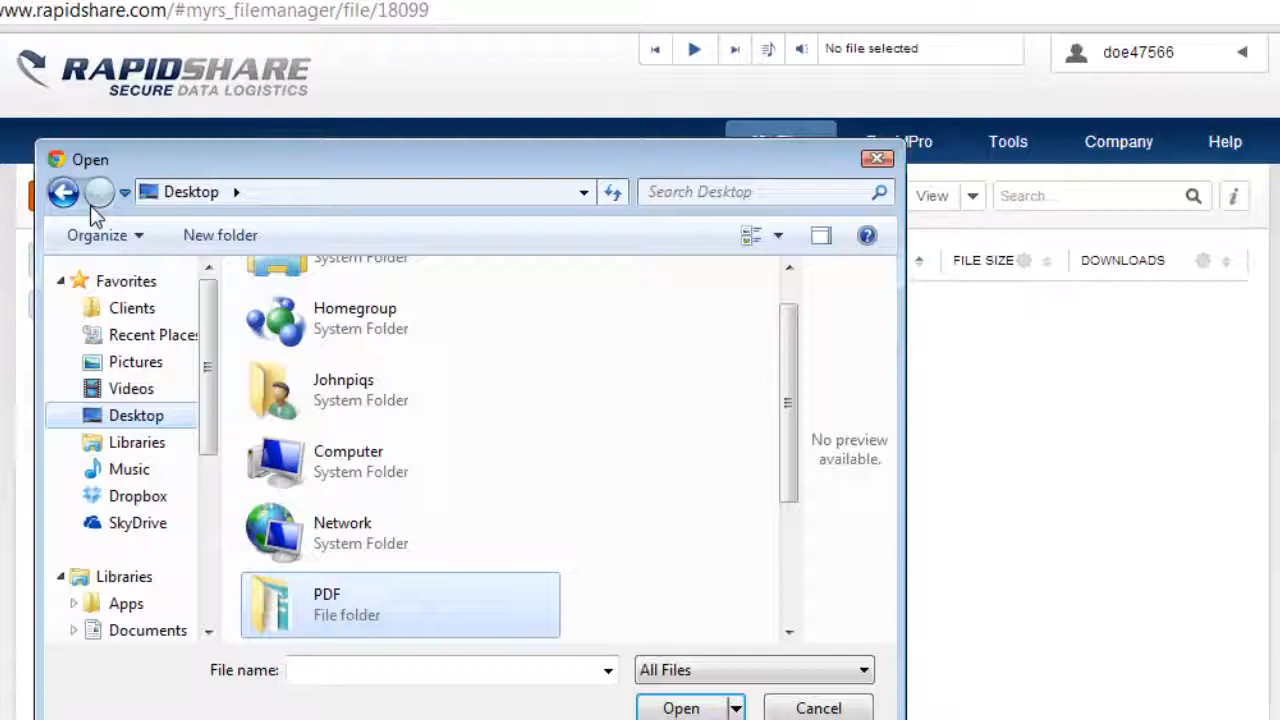 www.rapidshare.com/#myrs_filemanager/file/18099
RAPIDSHARE
SECURE DATA LOGISTICS
No file selected
doe47566
Tools
Company
Help
Open
Desktop
Search Desktop
View
Search...
Organize
New folder
FILE SIZE
DOWNLOADS
Favorites
Clients
Recent Places
Pictures
Videos
Desktop
Libraries
Music
Dropbox
SkyDrive
Libraries
Apps
Documents
System Folder
Homegroup
System Folder
Johnpiqs
System Folder
Computer
System Folder
Network
System Folder
PDF
File folder
No preview
available.
File name:
All Files
Open
Cancel